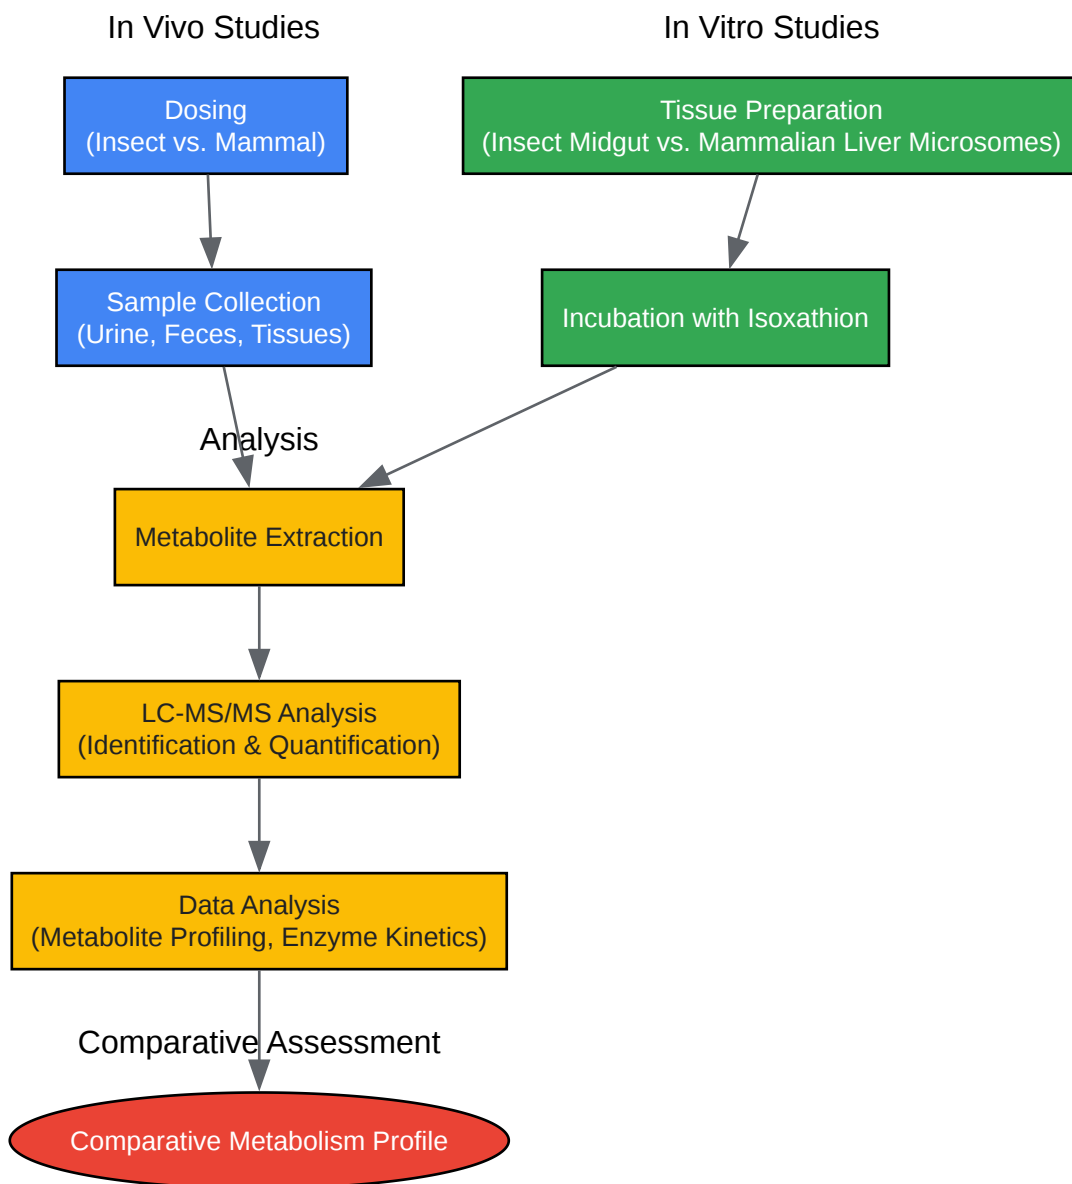 In Vivo Studies
In Vitro Studies
Dosing
(Insect vs. Mammal)
Tissue Preparation
(Insect Midgut vs. Mammalian Liver Microsomes)
Sample Collection
(Urine, Feces, Tissues)
Incubation with Isoxathion
Analysis
Metabolite Extraction
LC-MS/MS Analysis
(Identification & Quantification)
Data Analysis
(Metabolite Profiling, Enzyme Kinetics)
Comparative Assessment
Comparative Metabolism Profile